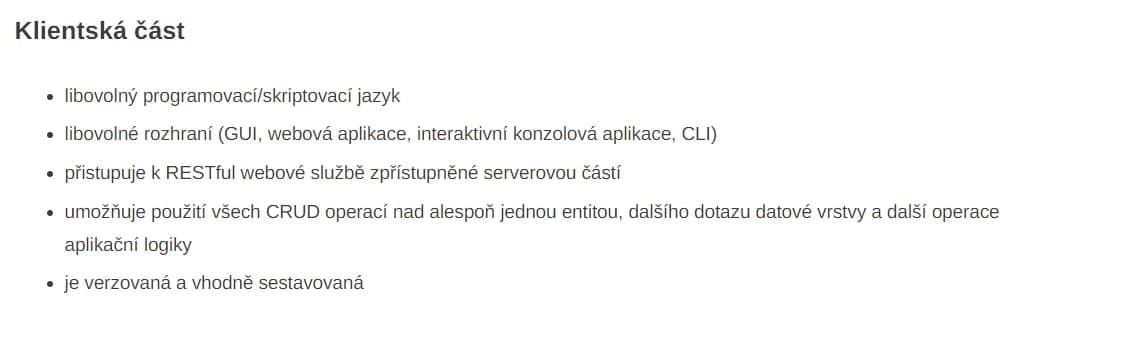 Klientská část
libovolný programovací/skriptovací jazyk
libovolné rozhraní (GUI, webová aplikace, interaktivní konzolová aplikace, CLI)
přistupuje k RESTful webové službě zpřístupněné serverovou částí
umožňuje použití všech CRUD operací nad alespoň jednou entitou, dalšího dotazu datové vrstvy a další operace
aplikační logiky
je verzovaná a vhodně sestavovaná